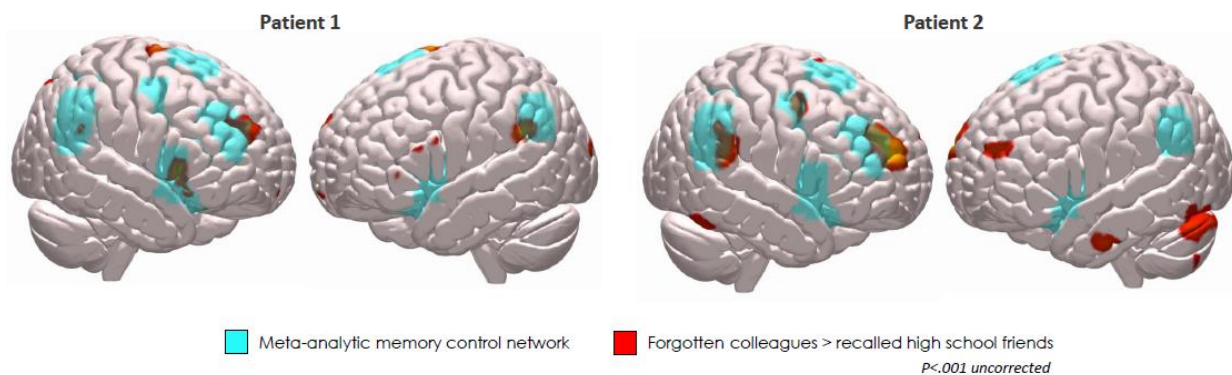 Patient 1
Patient 2
Meta-analytic memory control network
Forgotten colleagues > recalled high school friends
P<.001 uncorrected